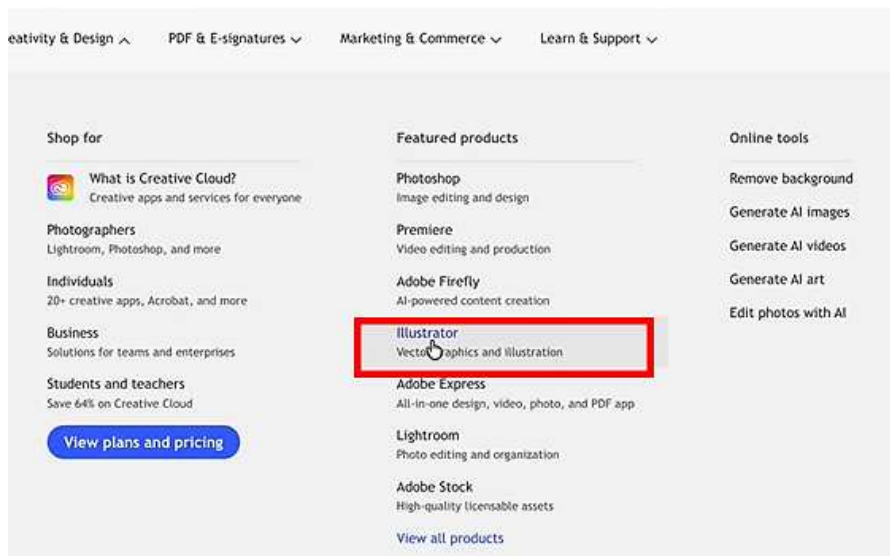 eativity & Design
PDF & E-signatures
Marketing & Commerce
Learn & Support
Shop for
What is Creative Cloud?
Creative apps and services for everyone
Photographers
Lightroom, Photoshop, and more
Individuals
20+ creative apps, Acrobat, and more
Business
Solutions for teams and enterprises
Students and teachers
Save 64% on Creative Cloud
View plans and pricing
Featured products
Photoshop
Image editing and design
Premiere
Video editing and production
Adobe Firefly
AI-powered content creation
Illustrator
Vector graphics and illustration
Adobe Express
All-in-one design, video, photo, and PDF app
Lightroom
Photo editing and organization
Adobe Stock
High-quality licensable assets
View all products
Online tools
Remove background
Generate AI images
Generate AI videos
Generate AI art
Edit photos with AI